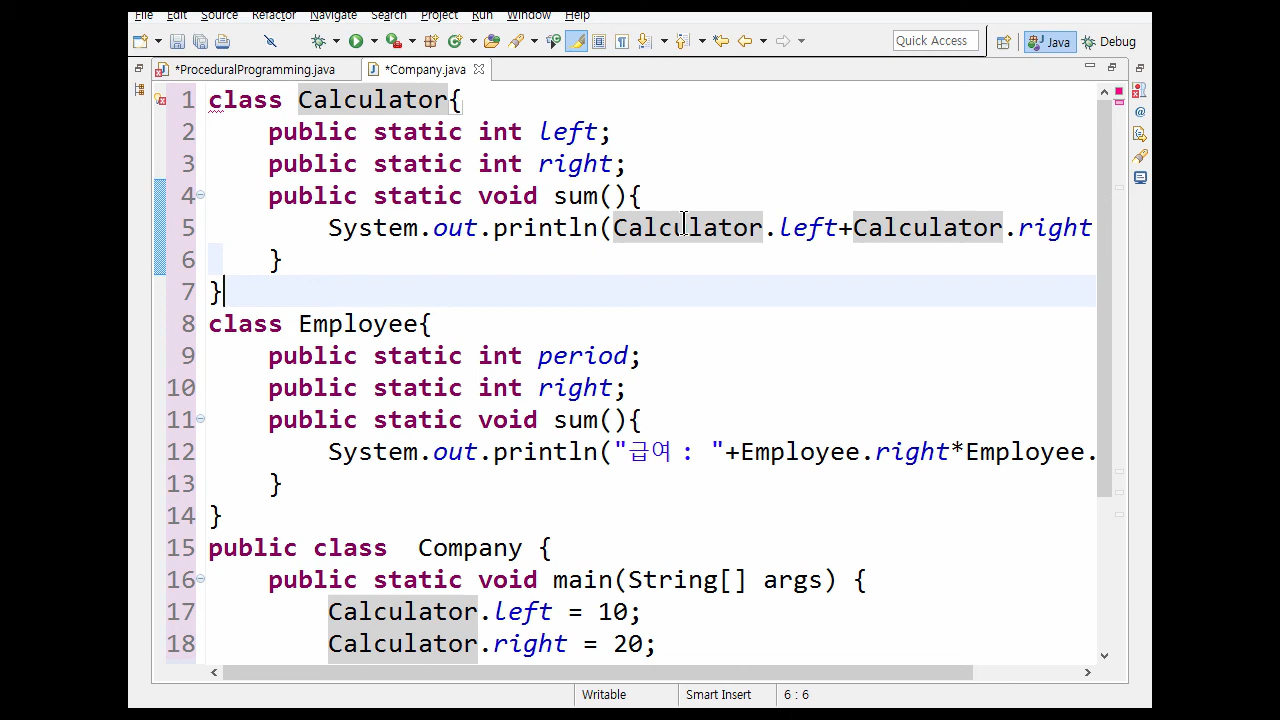 File Edit Source Refactor Navigate Search Project Run Window Help
Quick Access Java Debug
*ProceduralProgramming.java *Company.java
1 class Calculator{
2 public static int left;
3 public static int right;
4 public static void sum(){
5 System.out.println(Calculator.left+Calculator.right
6 }
7 }
8 class Employee{
9 public static int period;
10 public static int right;
11 public static void sum(){
12 System.out.println("급여 : "+Employee.right*Employee.
13 }
14 }
15 public class Company {
16 public static void main(String[] args) {
17 Calculator.left = 10;
18 Calculator.right = 20;
Writable Smart Insert 6 : 6